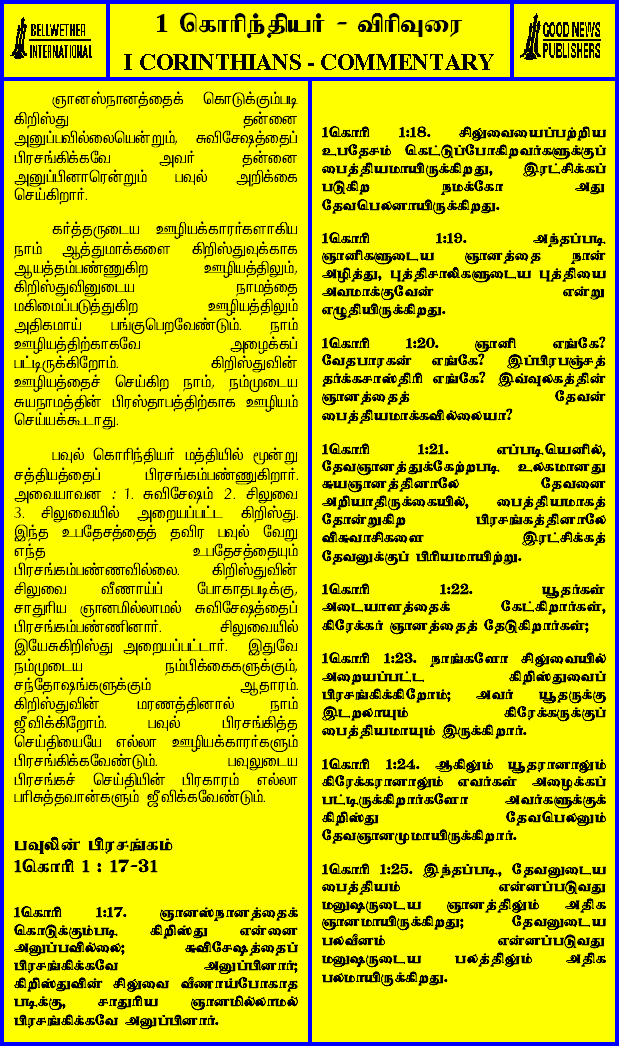 BELLWETHER
INTERNATIONAL
1 கொரிந்தியர் - விரிவுரை
I CORINTHIANS - COMMENTARY
GOOD NEWS
PUBLISHERS
ஞானஸ்நானத்தைக் கொடுக்கும்படி
கிறிஸ்து தன்னை
அனுப்பவில்லையென்றும், சுவிசேஷத்தைப்
பிரசங்கிக்கவே அவர் தன்னை
அனுப்பினாரென்றும் பவுல் அறிக்கை
செய்கிறார்.
கர்த்தருடைய ஊழியக்காரர்களாகிய
நாம் ஆத்துமாக்களை கிறிஸ்துவுக்காக
ஆயத்தம்பண்ணுகிற ஊழியத்திலும்,
கிறிஸ்துவினுடைய நாமத்தை
மகிமைப்படுத்துகிற ஊழியத்திலும்
அதிகமாய் பங்குபெறவேண்டும். நாம்
ஊழியத்திற்காகவே அழைக்கப்
பட்டிருக்கிறோம். கிறிஸ்துவின்
ஊழியத்தைச் செய்கிற நாம், நம்முடைய
சுயநாமத்தின் பிரஸ்தாபத்திற்காக ஊழியம்
செய்யக்கூடாது.
பவுல் கொரிந்தியர் மத்தியில் மூன்று
சத்தியத்தைப் பிரசங்கம்பண்ணுகிறார்.
அவையாவன : 1. சுவிசேஷம் 2. சிலுவை
3. சிலுவையில் அறையப்பட்ட கிறிஸ்து.
இந்த உபதேசத்தைத் தவிர பவுல் வேறு
எந்த உபதேசத்தையும்
பிரசங்கம்பண்ணவில்லை. கிறிஸ்துவின்
சிலுவை வீணாய்ப் போகாதபடிக்கு,
சாதுரிய ஞானமில்லாமல் சுவிசேஷத்தைப்
பிரசங்கம்பண்ணினார். சிலுவையில்
இயேசுகிறிஸ்து அறையப்பட்டார். இதுவே
நம்முடைய நம்பிக்கைகளுக்கும்,
சந்தோஷங்களுக்கும் ஆதாரம்.
கிறிஸ்துவின் மரணத்தினால் நாம்
ஜீவிக்கிறோம். பவுல் பிரசங்கித்த
செய்தியையே எல்லா ஊழியக்காரர்களும்
பிரசங்கிக்கவேண்டும். பவுலுடைய
பிரசங்கச் செய்தியின் பிரகாரம் எல்லா
பரிசுத்தவான்களும் ஜீவிக்கவேண்டும்.
பவுலின் பிரசங்கம்
1கொரி 1 : 17-31
1கொரி 1:17. ஞானஸ்நானத்தைக்
கொடுக்கும்படி கிறிஸ்து என்னை
அனுப்பவில்லை; சுவிசேஷத்தைப்
பிரசங்கிக்கவே அனுப்பினார்;
கிறிஸ்துவின் சிலுவை வீணாய்போகாத
படிக்கு, சாதுரிய ஞானமில்லாமல்
பிரசங்கிக்கவே அனுப்பினார்.
1கொரி 1:18. சிலுவையைப்பற்றிய
உபதேசம் கெட்டுப்போகிறவர்களுக்குப்
பைத்தியமாயிருக்கிறது, இரட்சிக்கப்
படுகிற நமக்கோ அது
தேவபெலனாயிருக்கிறது.
1கொரி 1:19. அந்தப்படி
ஞானிகளுடைய ஞானத்தை நான்
அழித்து, புத்திசாலிகளுடைய புத்தியை
அவமாக்குவேன் என்று
எழுதியிருக்கிறது.
1கொரி 1:20. ஞானி எங்கே?
வேதபாரகன் எங்கே? இப்பிரபஞ்சத்
தர்க்கசாஸ்திரி எங்கே? இவ்வுலகத்தின்
ஞானத்தைத் தேவன்
பைத்தியமாக்கவில்லையா?
1கொரி 1:21. எப்படியெனில்,
தேவஞானத்துக்கேற்றபடி உலகமானது
சுயஞானத்தினாலே தேவனை
அறியாதிருக்கையில், பைத்தியமாகத்
தோன்றுகிற பிரசங்கத்தினாலே
விசுவாசிகளை இரட்சிக்கத்
தேவனுக்குப் பிரியமாயிற்று.
1கொரி 1:22. யூதர்கள்
அடையாளத்தைக் கேட்கிறார்கள்,
கிரேக்கர் ஞானத்தைத் தேடுகிறார்கள்;
1கொரி 1:23. நாங்களோ சிலுவையில்
அறையப்பட்ட கிறிஸ்துவைப்
பிரசங்கிக்கிறோம்; அவர் யூதருக்கு
இடறலாயும் கிரேக்கருக்குப்
பைத்தியமாயும் இருக்கிறார்.
1கொரி 1:24. ஆகிலும் யூதரானாலும்
கிரேக்கரானாலும் எவர்கள் அழைக்கப்
பட்டிருக்கிறார்களோ அவர்களுக்குக்
கிறிஸ்து தேவபெலனும்
தேவஞானமுமாயிருக்கிறார்.
1கொரி 1:25. இந்தப்படி, தேவனுடைய
பைத்தியம் என்னப்படுவது
மனுஷருடைய ஞானத்திலும் அதிக
ஞானமாயிருக்கிறது; தேவனுடைய
பலவீனம் என்னப்படுவது
மனுஷருடைய பலத்திலும் அதிக
பலமாயிருக்கிறது.